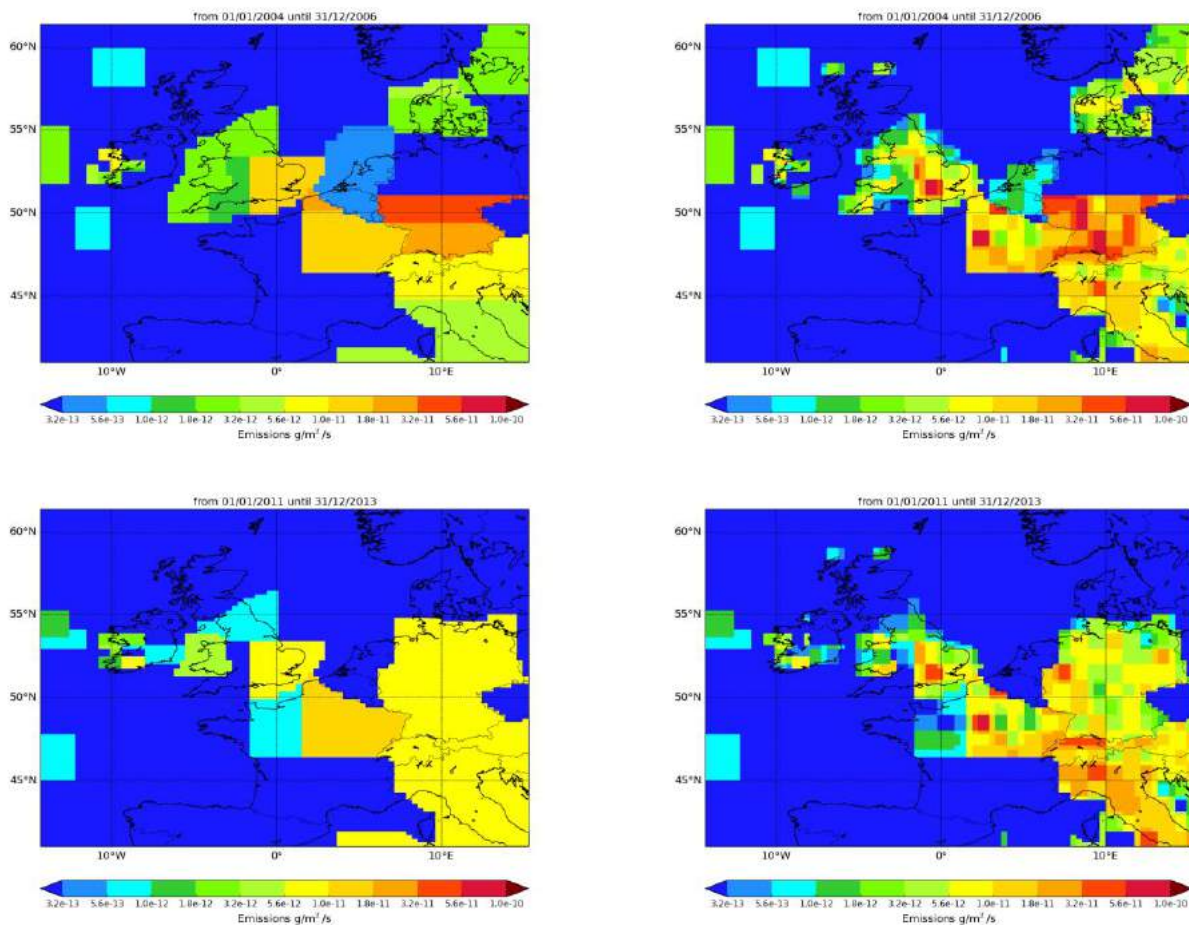 from 01/01/2004 until 31/12/2006
60°N
55°N
50°N
45°N
10°W 0° 10°E
3.2e-13 5.6e-13 1.0e-12 1.8e-12 3.2e-12 5.6e-12 1.0e-11 1.8e-11 3.2e-11 5.6e-11 1.0e-10
Emissions g/m²/s
from 01/01/2004 until 31/12/2006
60°N
55°N
50°N
45°N
10°W 0° 10°E
3.2e-13 5.6e-13 1.0e-12 1.8e-12 3.2e-12 5.6e-12 1.0e-11 1.8e-11 3.2e-11 5.6e-11 1.0e-10
Emissions g/m²/s
from 01/01/2011 until 31/12/2013
60°N
55°N
50°N
45°N
10°W 0° 10°E
3.2e-13 5.6e-13 1.0e-12 1.8e-12 3.2e-12 5.6e-12 1.0e-11 1.8e-11 3.2e-11 5.6e-11 1.0e-10
Emissions g/m²/s
from 01/01/2011 until 31/12/2013
60°N
55°N
50°N
45°N
10°W 0° 10°E
3.2e-13 5.6e-13 1.0e-12 1.8e-12 3.2e-12 5.6e-12 1.0e-11 1.8e-11 3.2e-11 5.6e-11 1.0e-10
Emissions g/m²/s